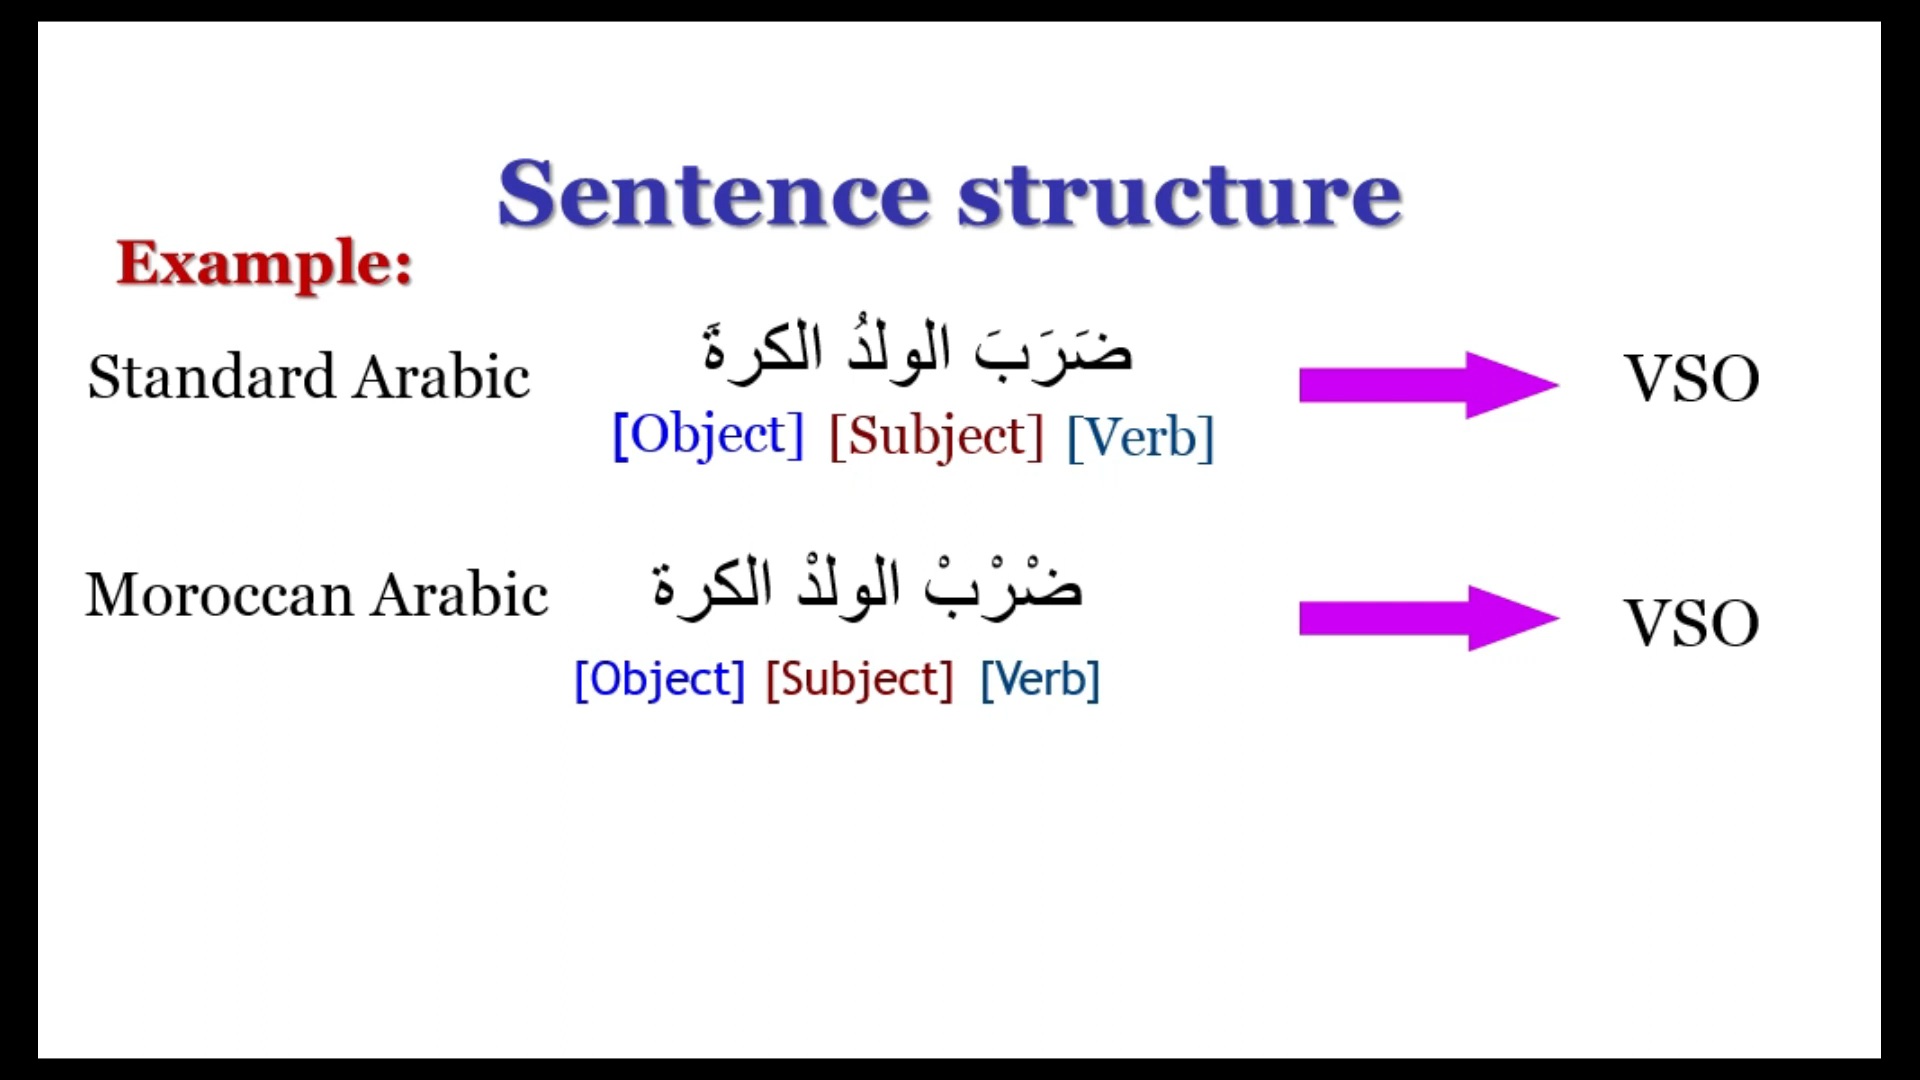 Sentence structure
Example:
Standard Arabic ضَرَبَ الولدُ الكرةَ VSO
[Object] [Subject] [Verb]
Moroccan Arabic ضْرْبْ الولدْ الكرة VSO
[Object] [Subject] [Verb]